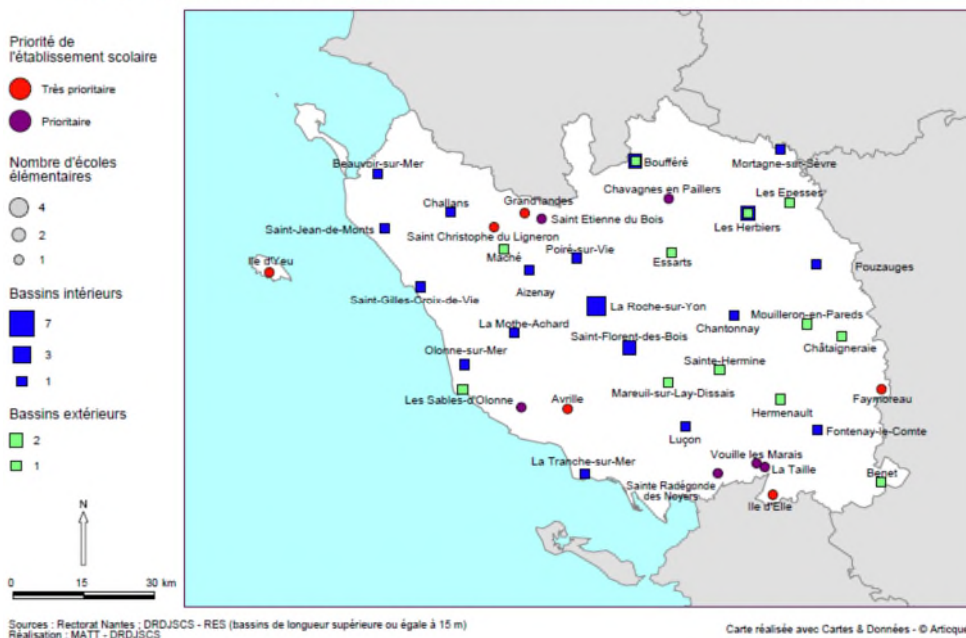 Priorité de
l'établissement scolaire
Très prioritaire
Prioritaire
Nombre d'écoles
élémentaires
4
2
1
Bassins intérieurs
7
3
1
Bassins extérieurs
2
1
N
0 15 30 km
Beauvoir-sur-Mer
Boufféré
Mortagne-sur-Sèvre
Chavagnes en Paillers
Les Epesses
Challans
Grand'landes
Saint Etienne du Bois
Saint-Jean-de-Monts
Saint Christophe du Ligneron
Les Herbiers
Maché
Poiré-sur-Vie
Essarts
Ile d'Yeu
Aizenay
Pouzauges
Saint-Gilles-Croix-de-Vie
La Roche-sur-Yon
Mouilleron-en-Pareds
La Mothe-Achard
Chantonnay
Saint-Florent-des-Bois
Châtaigneraie
Olonne-sur-Mer
Sainte-Hermine
Les Sables-d'Olonne
Avrille
Mareuil-sur-Lay-Dissais
Hermenault
Faymoreau
Luçon
Fontenay-le-Comte
Vouille les Marais
La Taille
La Tranche-sur-Mer
Sainte Radégonde
des Noyers
Benet
Ile d'Elle
Sources : Rectorat Nantes ; DRDJSCS - RES (bassins de longueur supérieure ou égale à 15 m)
Réalisation : MATT - DRDJSCS
Carte réalisée avec Cartes & Données - © Articque